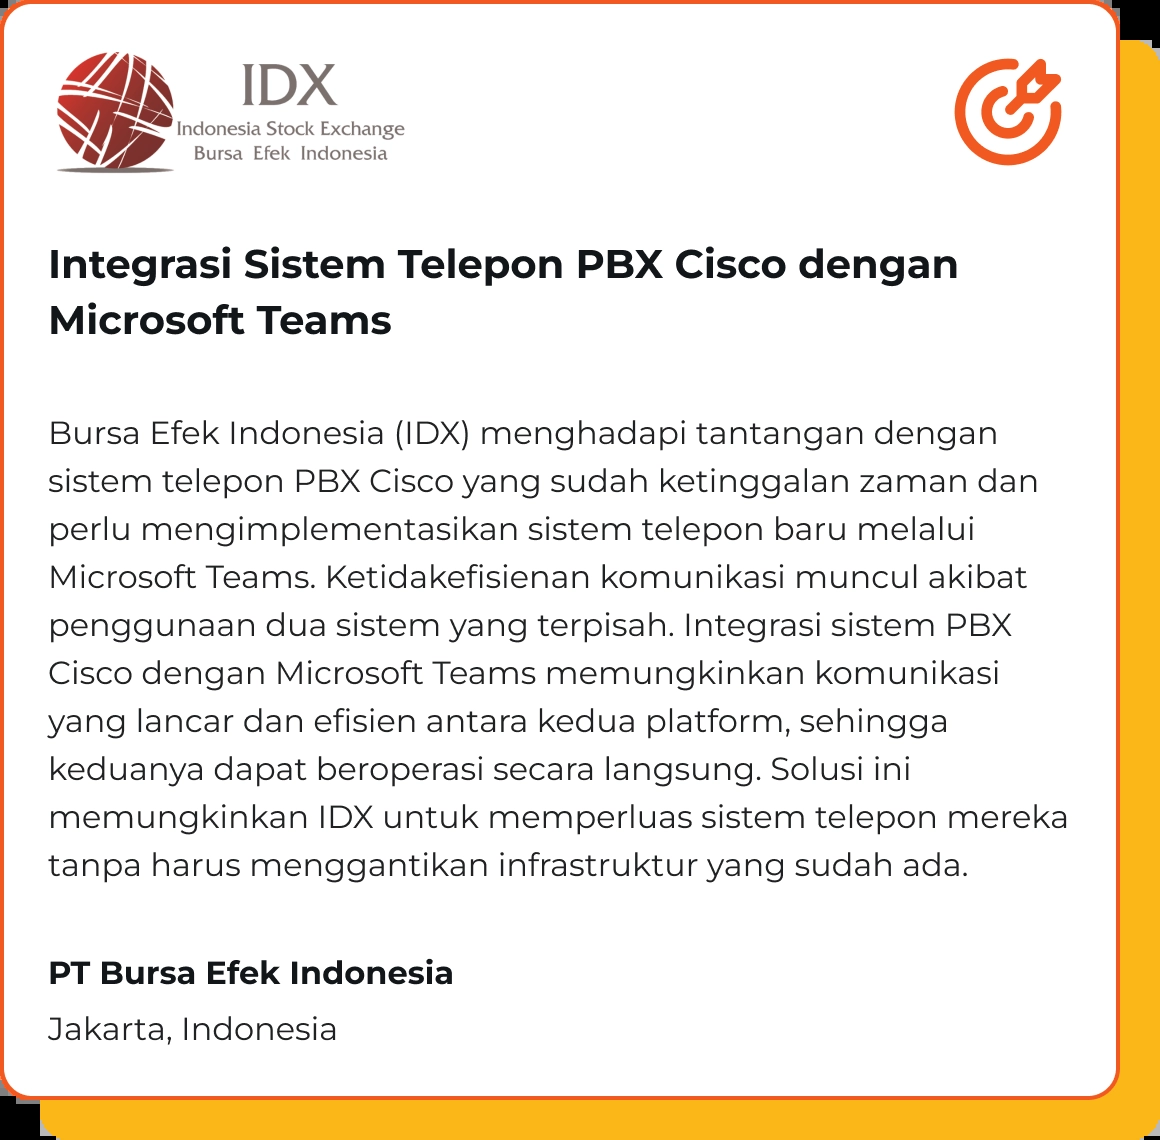 IDX
Indonesia Stock Exchange
Bursa Efek Indonesia
Integrasi Sistem Telepon PBX Cisco dengan
Microsoft Teams
Bursa Efek Indonesia (IDX) menghadapi tantangan dengan
sistem telepon PBX Cisco yang sudah ketinggalan zaman dan
perlu mengimplementasikan sistem telepon baru melalui
Microsoft Teams. Ketidakefisienan komunikasi muncul akibat
penggunaan dua sistem yang terpisah. Integrasi sistem PBX
Cisco dengan Microsoft Teams memungkinkan komunikasi
yang lancar dan efisien antara kedua platform, sehingga
keduanya dapat beroperasi secara langsung. Solusi ini
memungkinkan IDX untuk memperluas sistem telepon mereka
tanpa harus menggantikan infrastruktur yang sudah ada.
PT Bursa Efek Indonesia
Jakarta, Indonesia